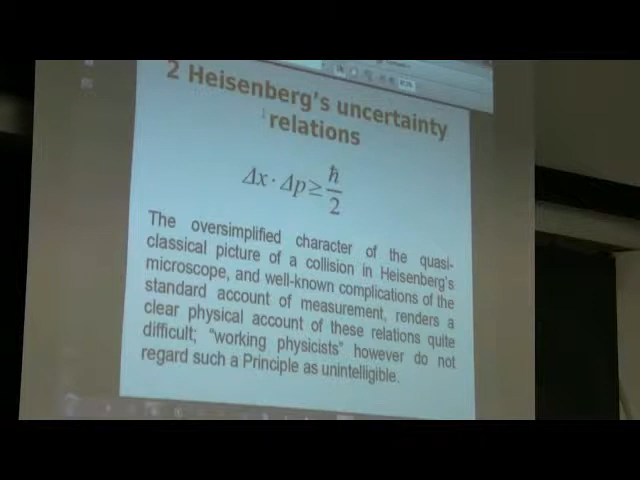 2 Heisenberg's uncertainty
relations
Δx · Δp ≥ ħ/2
The oversimplified character of the quasi-
classical picture of a collision in Heisenberg's
microscope, and well-known complications of the
standard account of measurement, renders a
clear physical account of these relations quite
difficult; "working physicists" however do not
regard such a Principle as unintelligible.